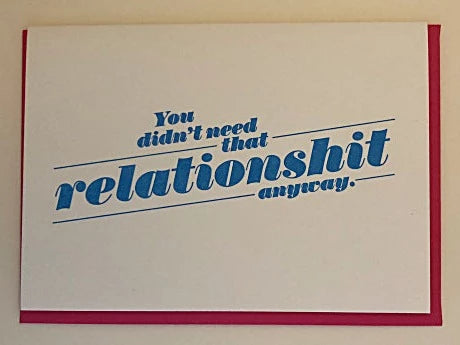 You
didn't need
that
relationshit
anyway.